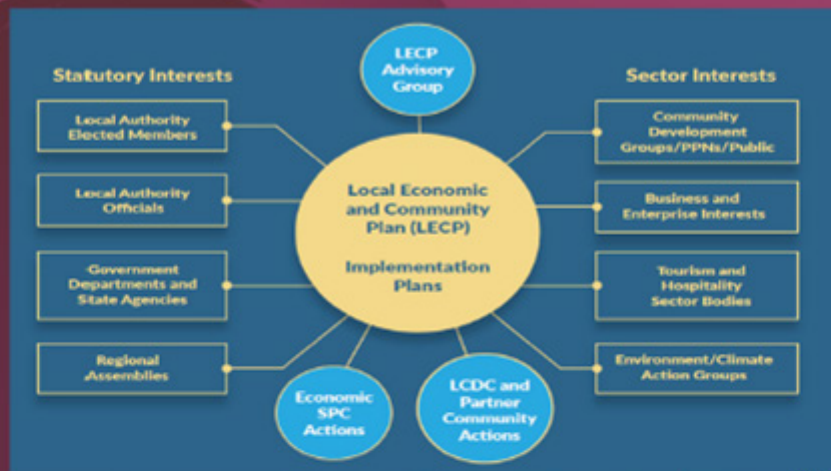 LECP
Advisory
Group
Statutory Interests
Local Authority
Elected Members
Local Authority
Officials
Government
Departments and
State Agencies
Regional
Assemblies
Local Economic
and Community
Plan (LECP)
Implementation
Plans
Sector Interests
Community
Development
Groups/PPNs/Public
Business and
Enterprise Interests
Tourism and
Hospitality
Sector Bodies
Environment/Climate
Action Groups
Economic
SPC
Actions
LCDC and
Partner
Community
Actions